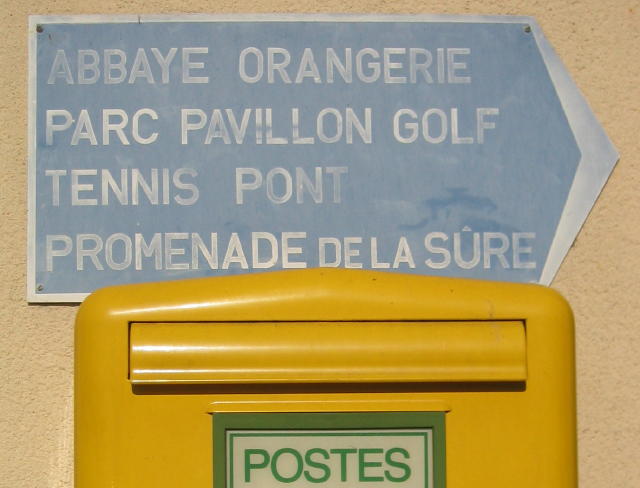 ABBAYE ORANGERIE
PARC PAVILLON GOLF
TENNIS PONT
PROMENADE DE LA SÛRE
POSTES